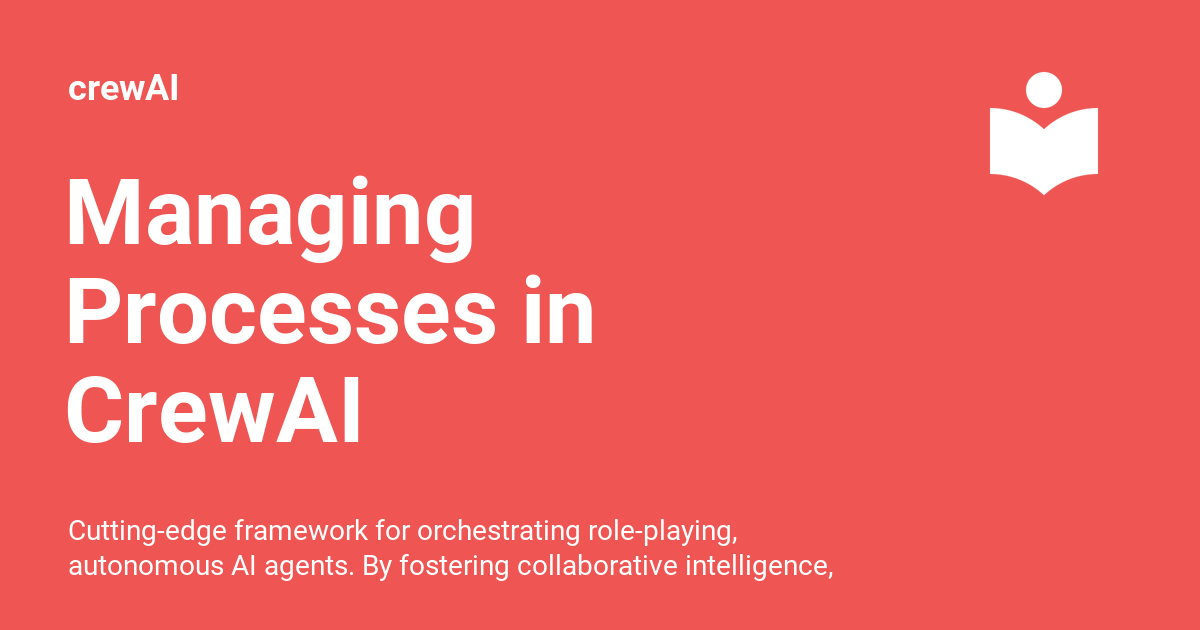 crewAI
Managing
Processes in
CrewAI
Cutting-edge framework for orchestrating role-playing,
autonomous AI agents. By fostering collaborative intelligence,